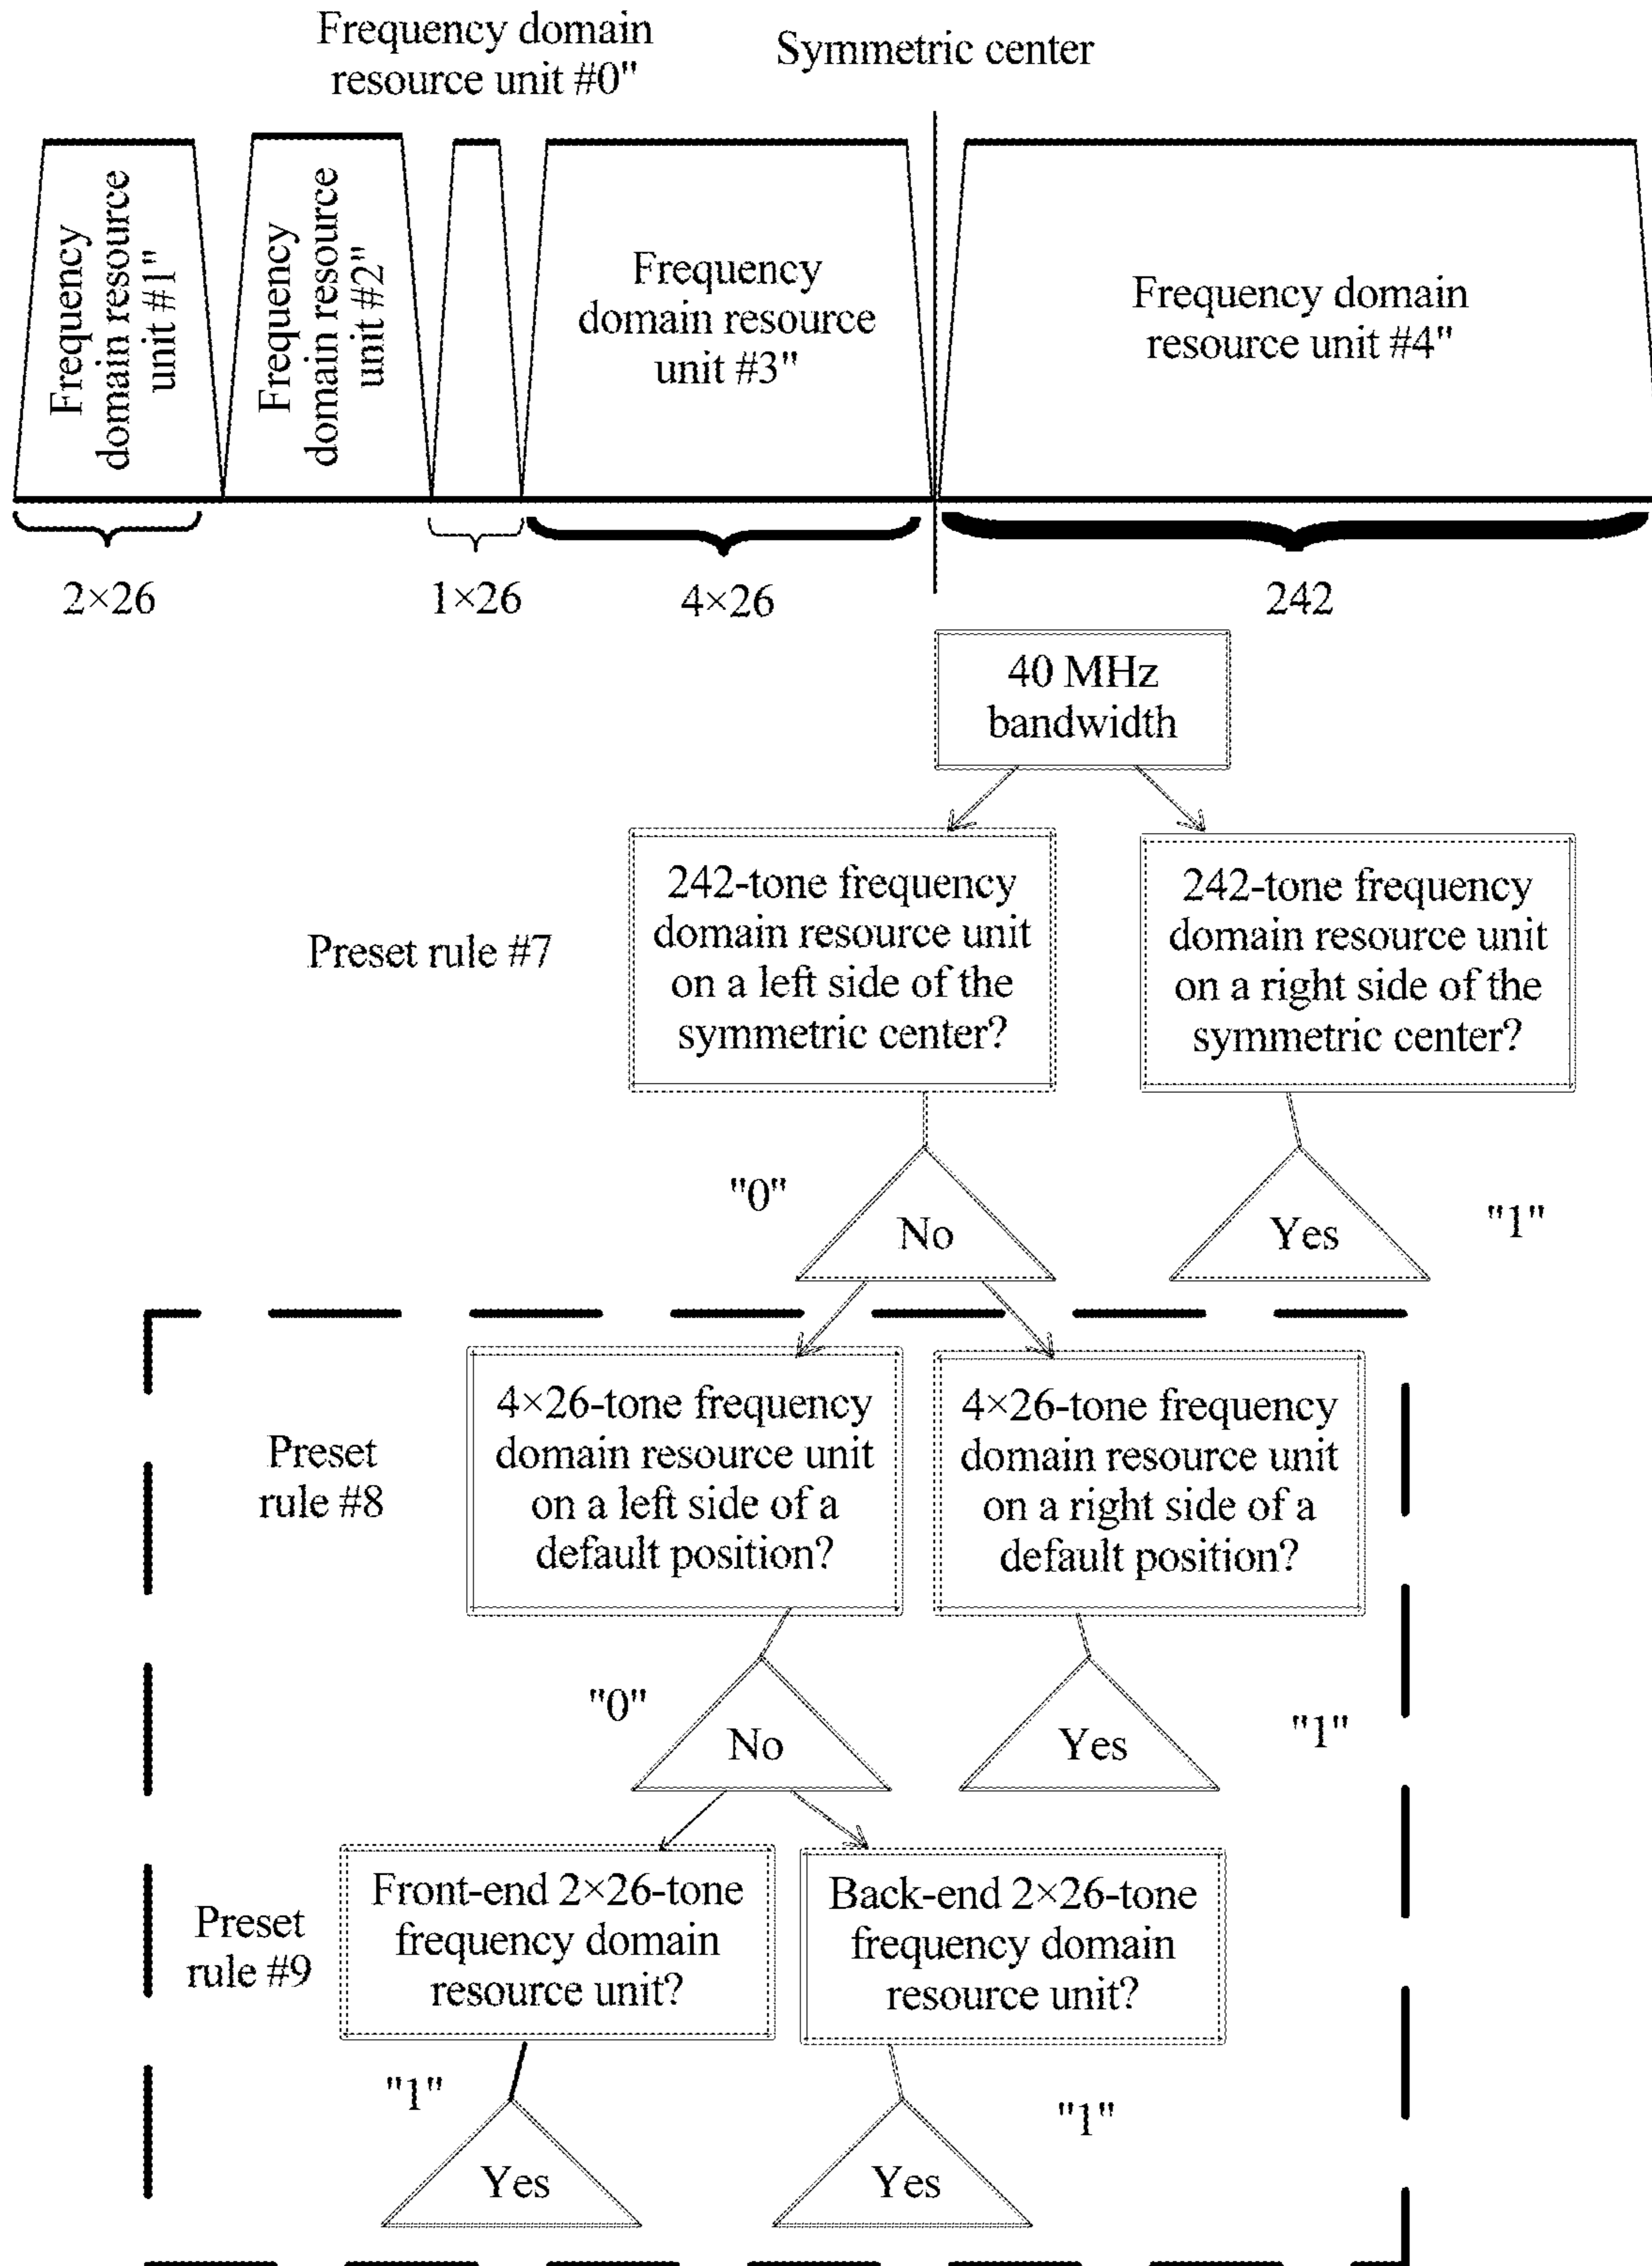 Frequency domain
resource unit #0"
Symmetric center
Frequency
domain resource
unit #1"
Frequency
domain resource
unit #2"
Frequency
domain resource
unit #3"
Frequency domain
resource unit #4"
2×26
1×26
4×26
242
40 MHz
bandwidth
Preset rule #7
242-tone frequency
domain resource unit
on a left side of the
symmetric center?
242-tone frequency
domain resource unit
on a right side of the
symmetric center?
"0"
No
Yes
"1"
Preset
rule #8
4×26-tone frequency
domain resource unit
on a left side of a
default position?
4×26-tone frequency
domain resource unit
on a right side of a
default position?
"0"
No
Yes
"1"
Preset
rule #9
Front-end 2×26-tone
frequency domain
resource unit?
Back-end 2×26-tone
frequency domain
resource unit?
"1"
Yes
Yes
"1"